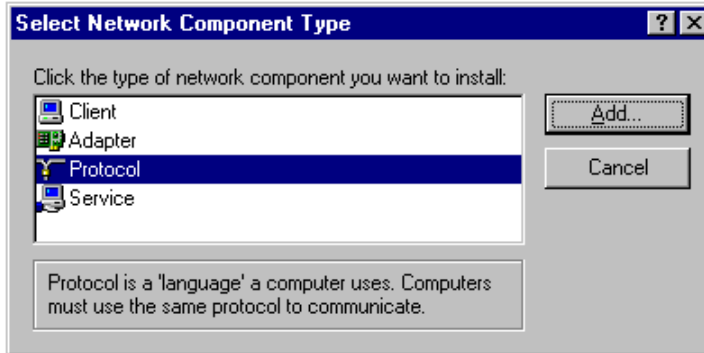 Select Network Component Type
Click the type of network component you want to install:
Client
Adapter
Protocol
Service
Add...
Cancel
Protocol is a 'language' a computer uses. Computers
must use the same protocol to communicate.